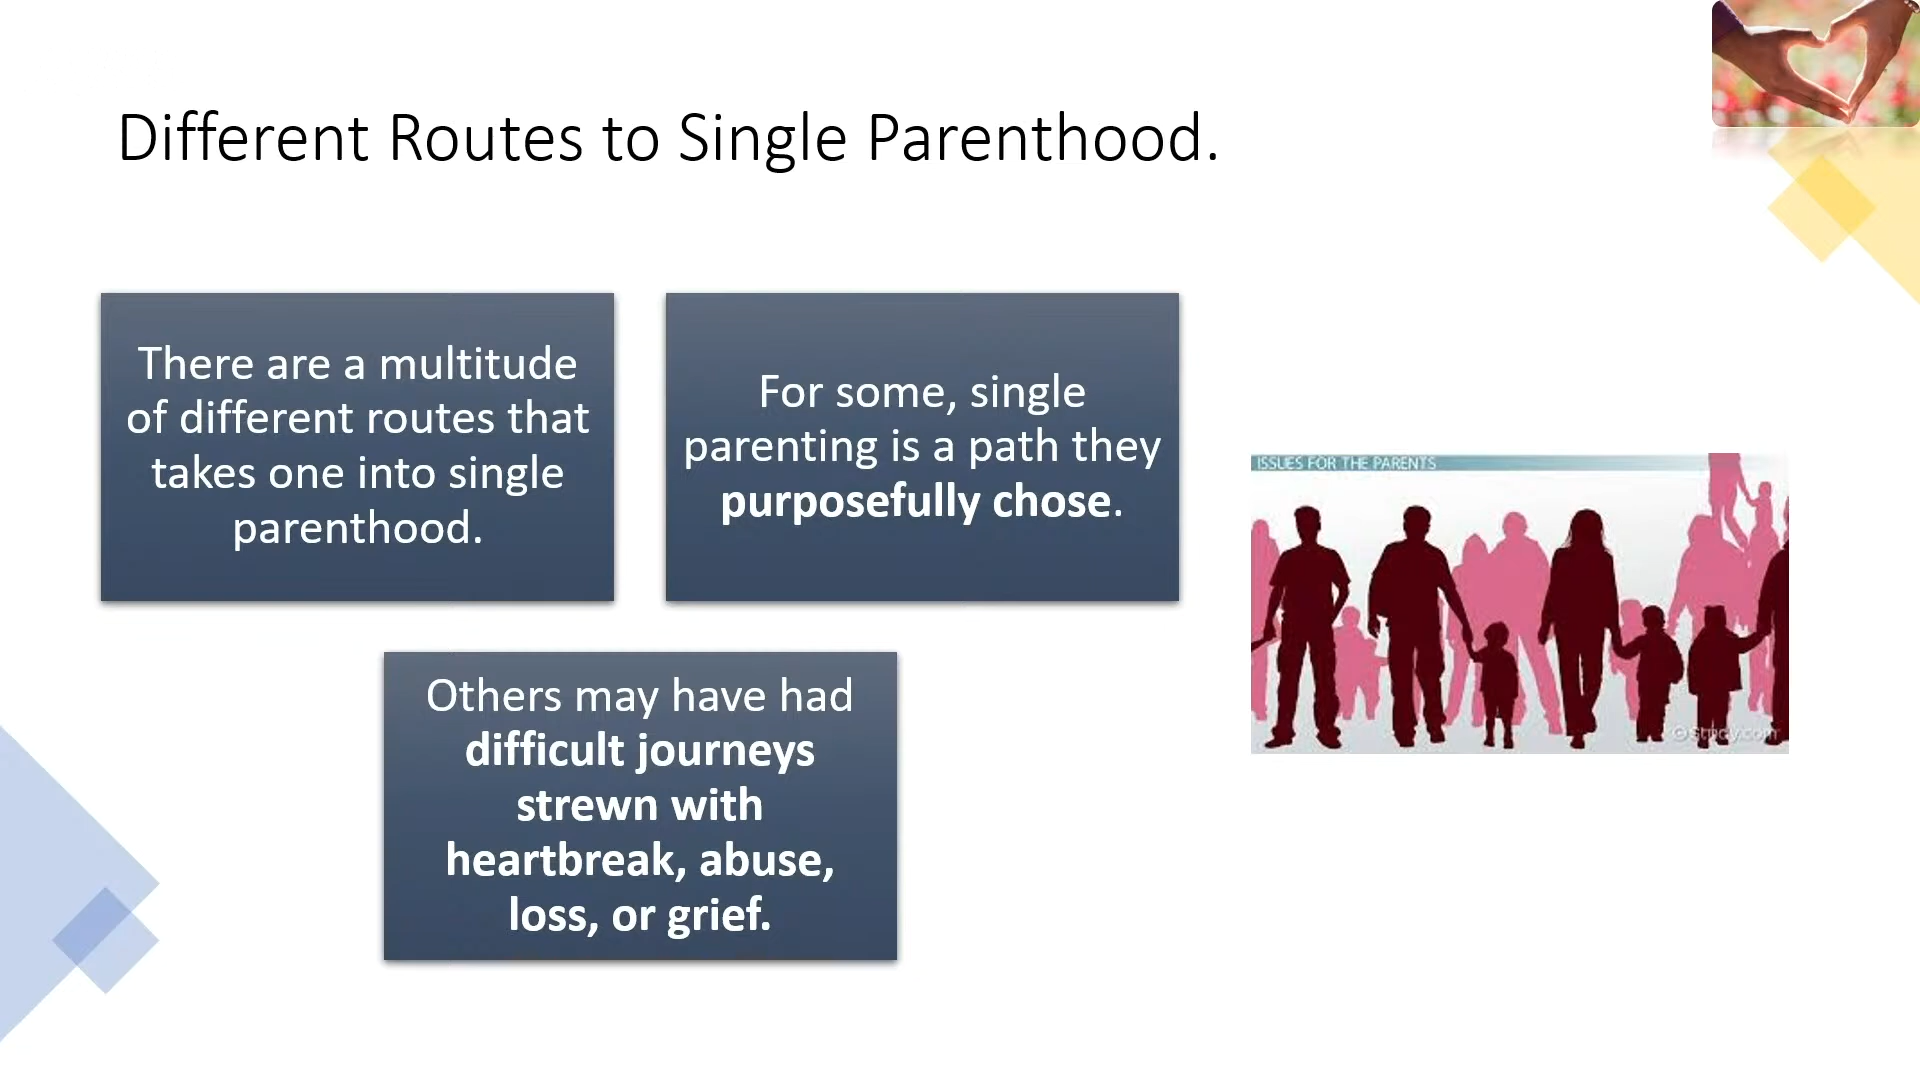 Different Routes to Single Parenthood.
There are a multitude
of different routes that
takes one into single
parenthood.
For some, single
parenting is a path they
purposefully chose.
Others may have had
difficult journeys
strewn with
heartbreak, abuse,
loss, or grief.
ISSUES FOR THE PARENTS
© Study.com